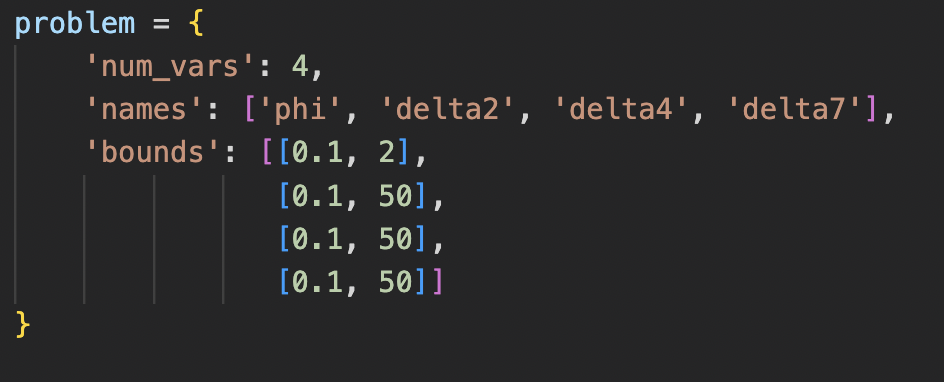 problem = {
    'num_vars': 4,
    'names': ['phi', 'delta2', 'delta4', 'delta7'],
    'bounds': [[0.1, 2],
               [0.1, 50],
               [0.1, 50],
               [0.1, 50]]
}